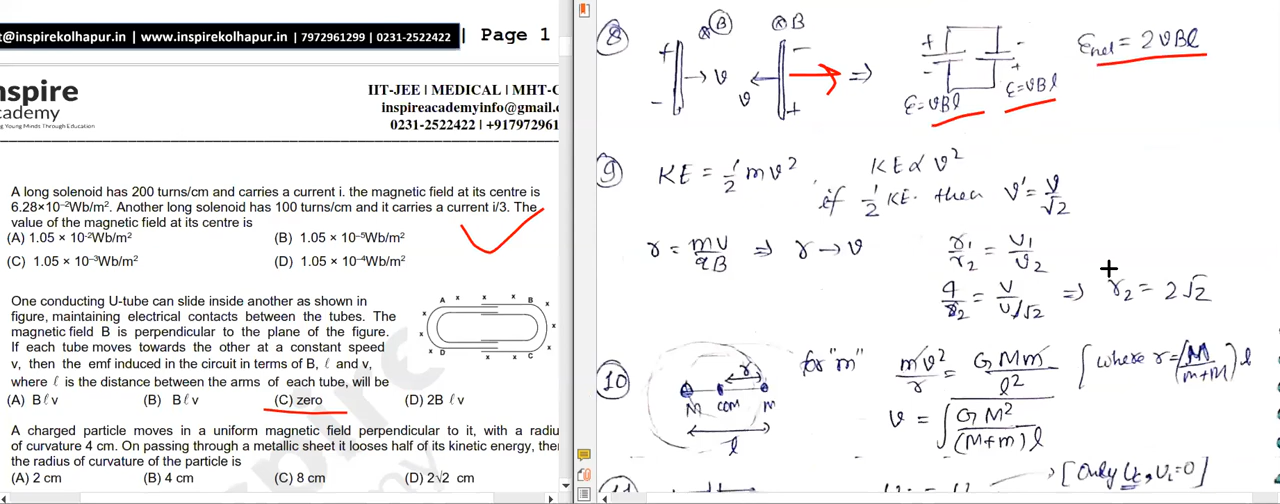 t@inspirekolhapur.in | www.inspirekolhapur.in | 7972961299 | 0231-2522422 | Page 1
nspire
cademy
ng Young Minds Through Education
IIT-JEE | MEDICAL | MHT-C
inspireacademyinfo@gmail.
0231-2522422 | +917972961
A long solenoid has 200 turns/cm and carries a current i. the magnetic field at its centre is
6.28×10⁻²Wb/m². Another long solenoid has 100 turns/cm and it carries a current i/3. The
value of the magnetic field at its centre is
(A) 1.05 × 10⁻²Wb/m² (B) 1.05 × 10⁻⁵Wb/m²
(C) 1.05 × 10⁻³Wb/m² (D) 1.05 × 10⁻⁴Wb/m²
One conducting U-tube can slide inside another as shown in
figure, maintaining electrical contacts between the tubes. The
magnetic field B is perpendicular to the plane of the figure.
If each tube moves towards the other at a constant speed
v, then the emf induced in the circuit in terms of B, ℓ and v,
where ℓ is the distance between the arms of each tube, will be
(A) B ℓ v (B) B ℓ v (C) zero (D) 2B ℓ v
A x x x B x
x x
x x
x D x x C x
A charged particle moves in a uniform magnetic field perpendicular to it, with a radiu
of curvature 4 cm. On passing through a metallic sheet it looses half of its kinetic energy, then
the radius of curvature of the particle is
(A) 2 cm (B) 4 cm (C) 8 cm (D) 2√2 cm
8 + - → v ⊗ B
v ← ⊗ B - + ⇒
+ - - +
ε = vBl ε = vBl
εnet = 2vBl
9 KE = 1/2 mv², KE ∝ v²
if 1/2 KE. then v' = v/√2
r = mv/qB ⇒ r → v r₁/r₂ = v₁/v₂
4/r₂ = v/v/√2 ⇒ r₂ = 2√2
10 M com m r l
for "m" mv²/r = GMm/l² [where r = (M/m+M) l
v = √GM²/(M+m)l
→ [Only